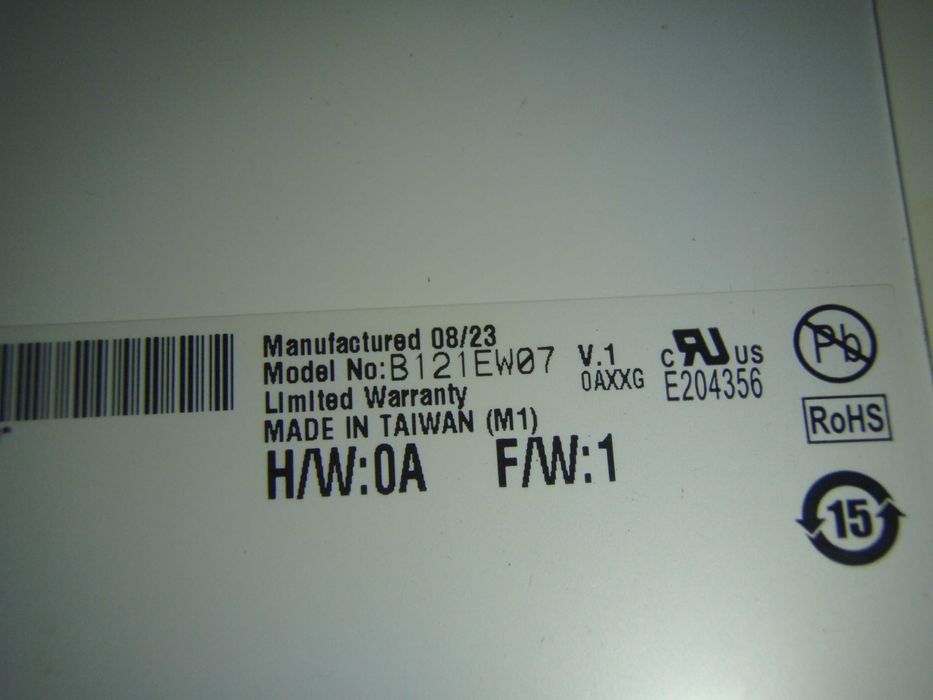 Manufactured 08/23
Model No:B121EW07 V.1
0AXXG
Limited Warranty
MADE IN TAIWAN (M1)
H/W:0A F/W:1
c RU US
E204356
Pb
RoHS
15